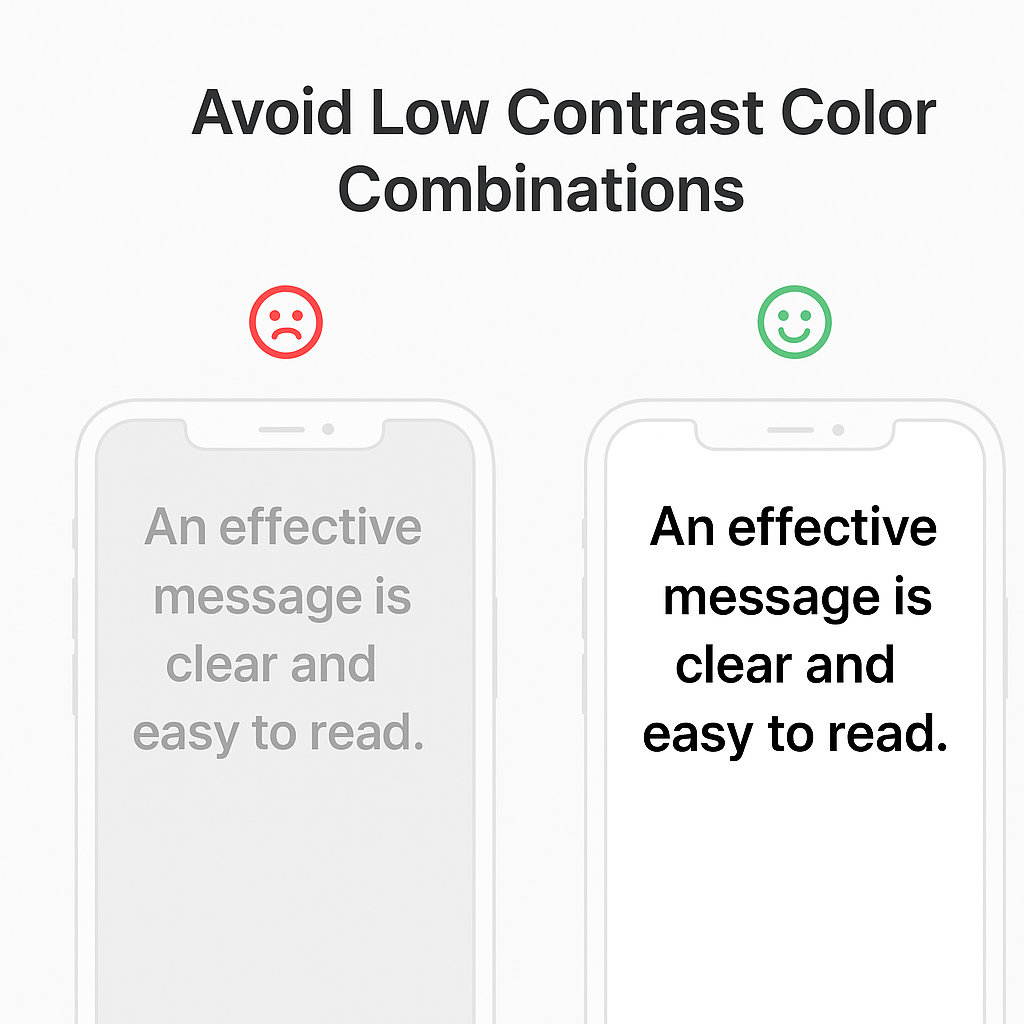 Avoid Low Contrast Color
Combinations
An effective
message is
clear and
easy to read.
An effective
message is
clear and
easy to read.